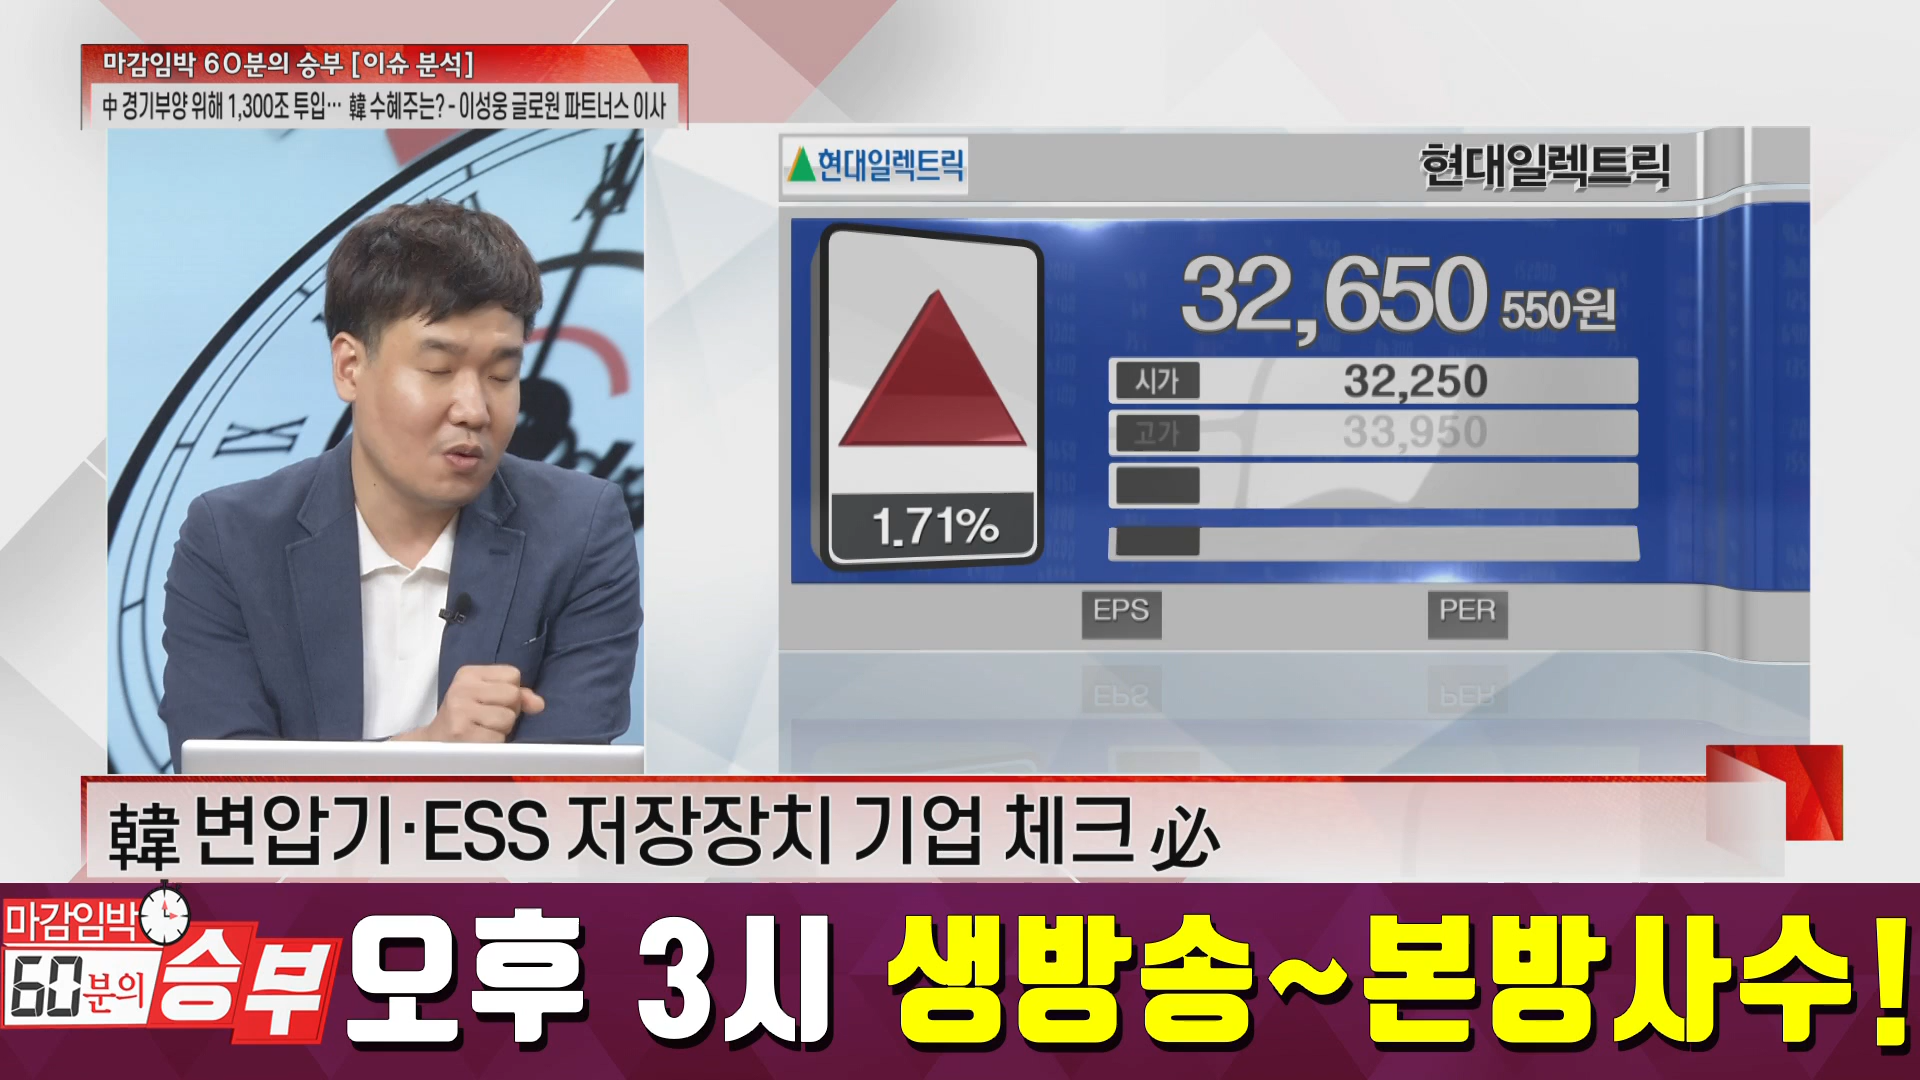 마감임박 60분의 승부 [이슈 분석]
中 경기부양 위해 1,300조 투입… 韓 수혜주는? - 이성웅 글로원 파트너스 이사
현대일렉트릭
현대일렉트릭
32,650 550원
시가 32,250
고가 33,950
1.71%
EPS PER
韓 변압기·ESS 저장장치 기업 체크 必
마감임박
60분의 승부
오후 3시 생방송~본방사수!